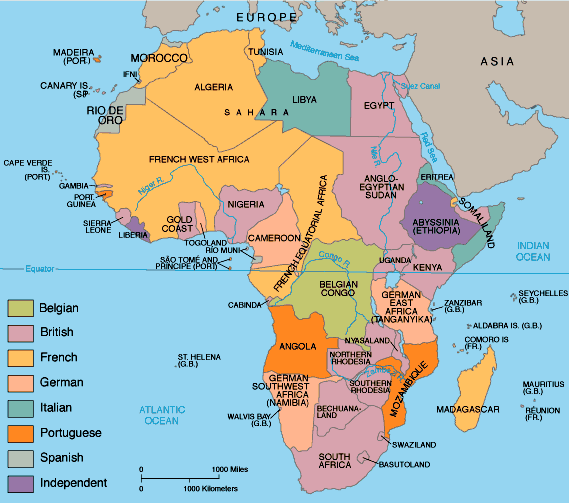 EUROPE
ASIA
MADEIRA
(PORT.)
MOROCCO
TUNISIA
Mediterranean Sea
IFNI
CANARY IS.
(SP.)
ALGERIA
LIBYA
EGYPT
Suez Canal
RIO DE
ORO
SAHARA
Red Sea
CAPE VERDE
IS.
(PORT)
FRENCH WEST AFRICA
Nile R.
ANGLO-
EGYPTIAN
SUDAN
ERITREA
GAMBIA
PORT.
GUINEA
Niger R.
FRENCH EQUATORIAL AFRICA
SOMALILAND
SIERRA
LEONE
LIBERIA
GOLD
COAST
NIGERIA
ABYSSINIA
(ETHIOPIA)
TOGOLAND
CAMEROON
RIO MUNI
INDIAN
OCEAN
SÃO TOMÉ AND
PRINCIPE (PORT)
Congo R.
UGANDA
KENYA
Equator
CABINDA
BELGIAN
CONGO
GERMAN
EAST
AFRICA
(TANGANYIKA)
ZANZIBAR
(G.B.)
SEYCHELLES
(G.B.)
ALDABRA IS. (G.B.)
COMORO IS
(FR.)
Belgian
British
French
German
Italian
Portuguese
Spanish
Independent
ST. HELENA
(G.B.)
ANGOLA
NYASALAND
NORTHERN
RHODESIA
Zambezi R.
MOZAMBIQUE
GERMAN
SOUTHWEST
AFRICA
(NAMIBIA)
SOUTHERN
RHODESIA
MADAGASCAR
MAURITIUS
(G.B.)
RÉUNION
(FR.)
ATLANTIC
OCEAN
WALVIS BAY
(G.B.)
BECHUANA-
LAND
SWAZILAND
SOUTH
AFRICA
BASUTOLAND
0 1000 Miles
0 1000 Kilometers